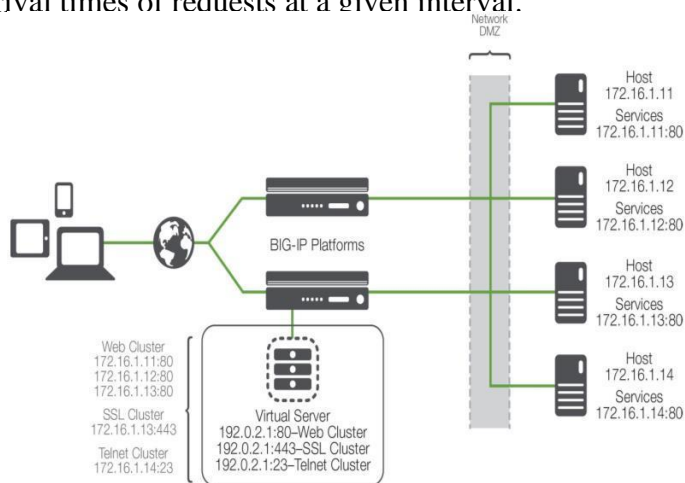 rival times of requests at a given interval.
Network
DMZ
Host
172.16.1.11
Services
172.16.1.11:80
Host
172.16.1.12
Services
172.16.1.12:80
BIG-IP Platforms
Host
172.16.1.13
Services
172.16.1.13:80
Web Cluster
172.16.1.11:80
172.16.1.12:80
172.16.1.13:80
SSL Cluster
172.16.1.13:443
Telnet Cluster
172.16.1.14:23
Virtual Server
192.0.2.1:80–Web Cluster
192.0.2.1:443–SSL Cluster
192.0.2.1:23–Telnet Cluster
Host
172.16.1.14
Services
172.16.1.14:80